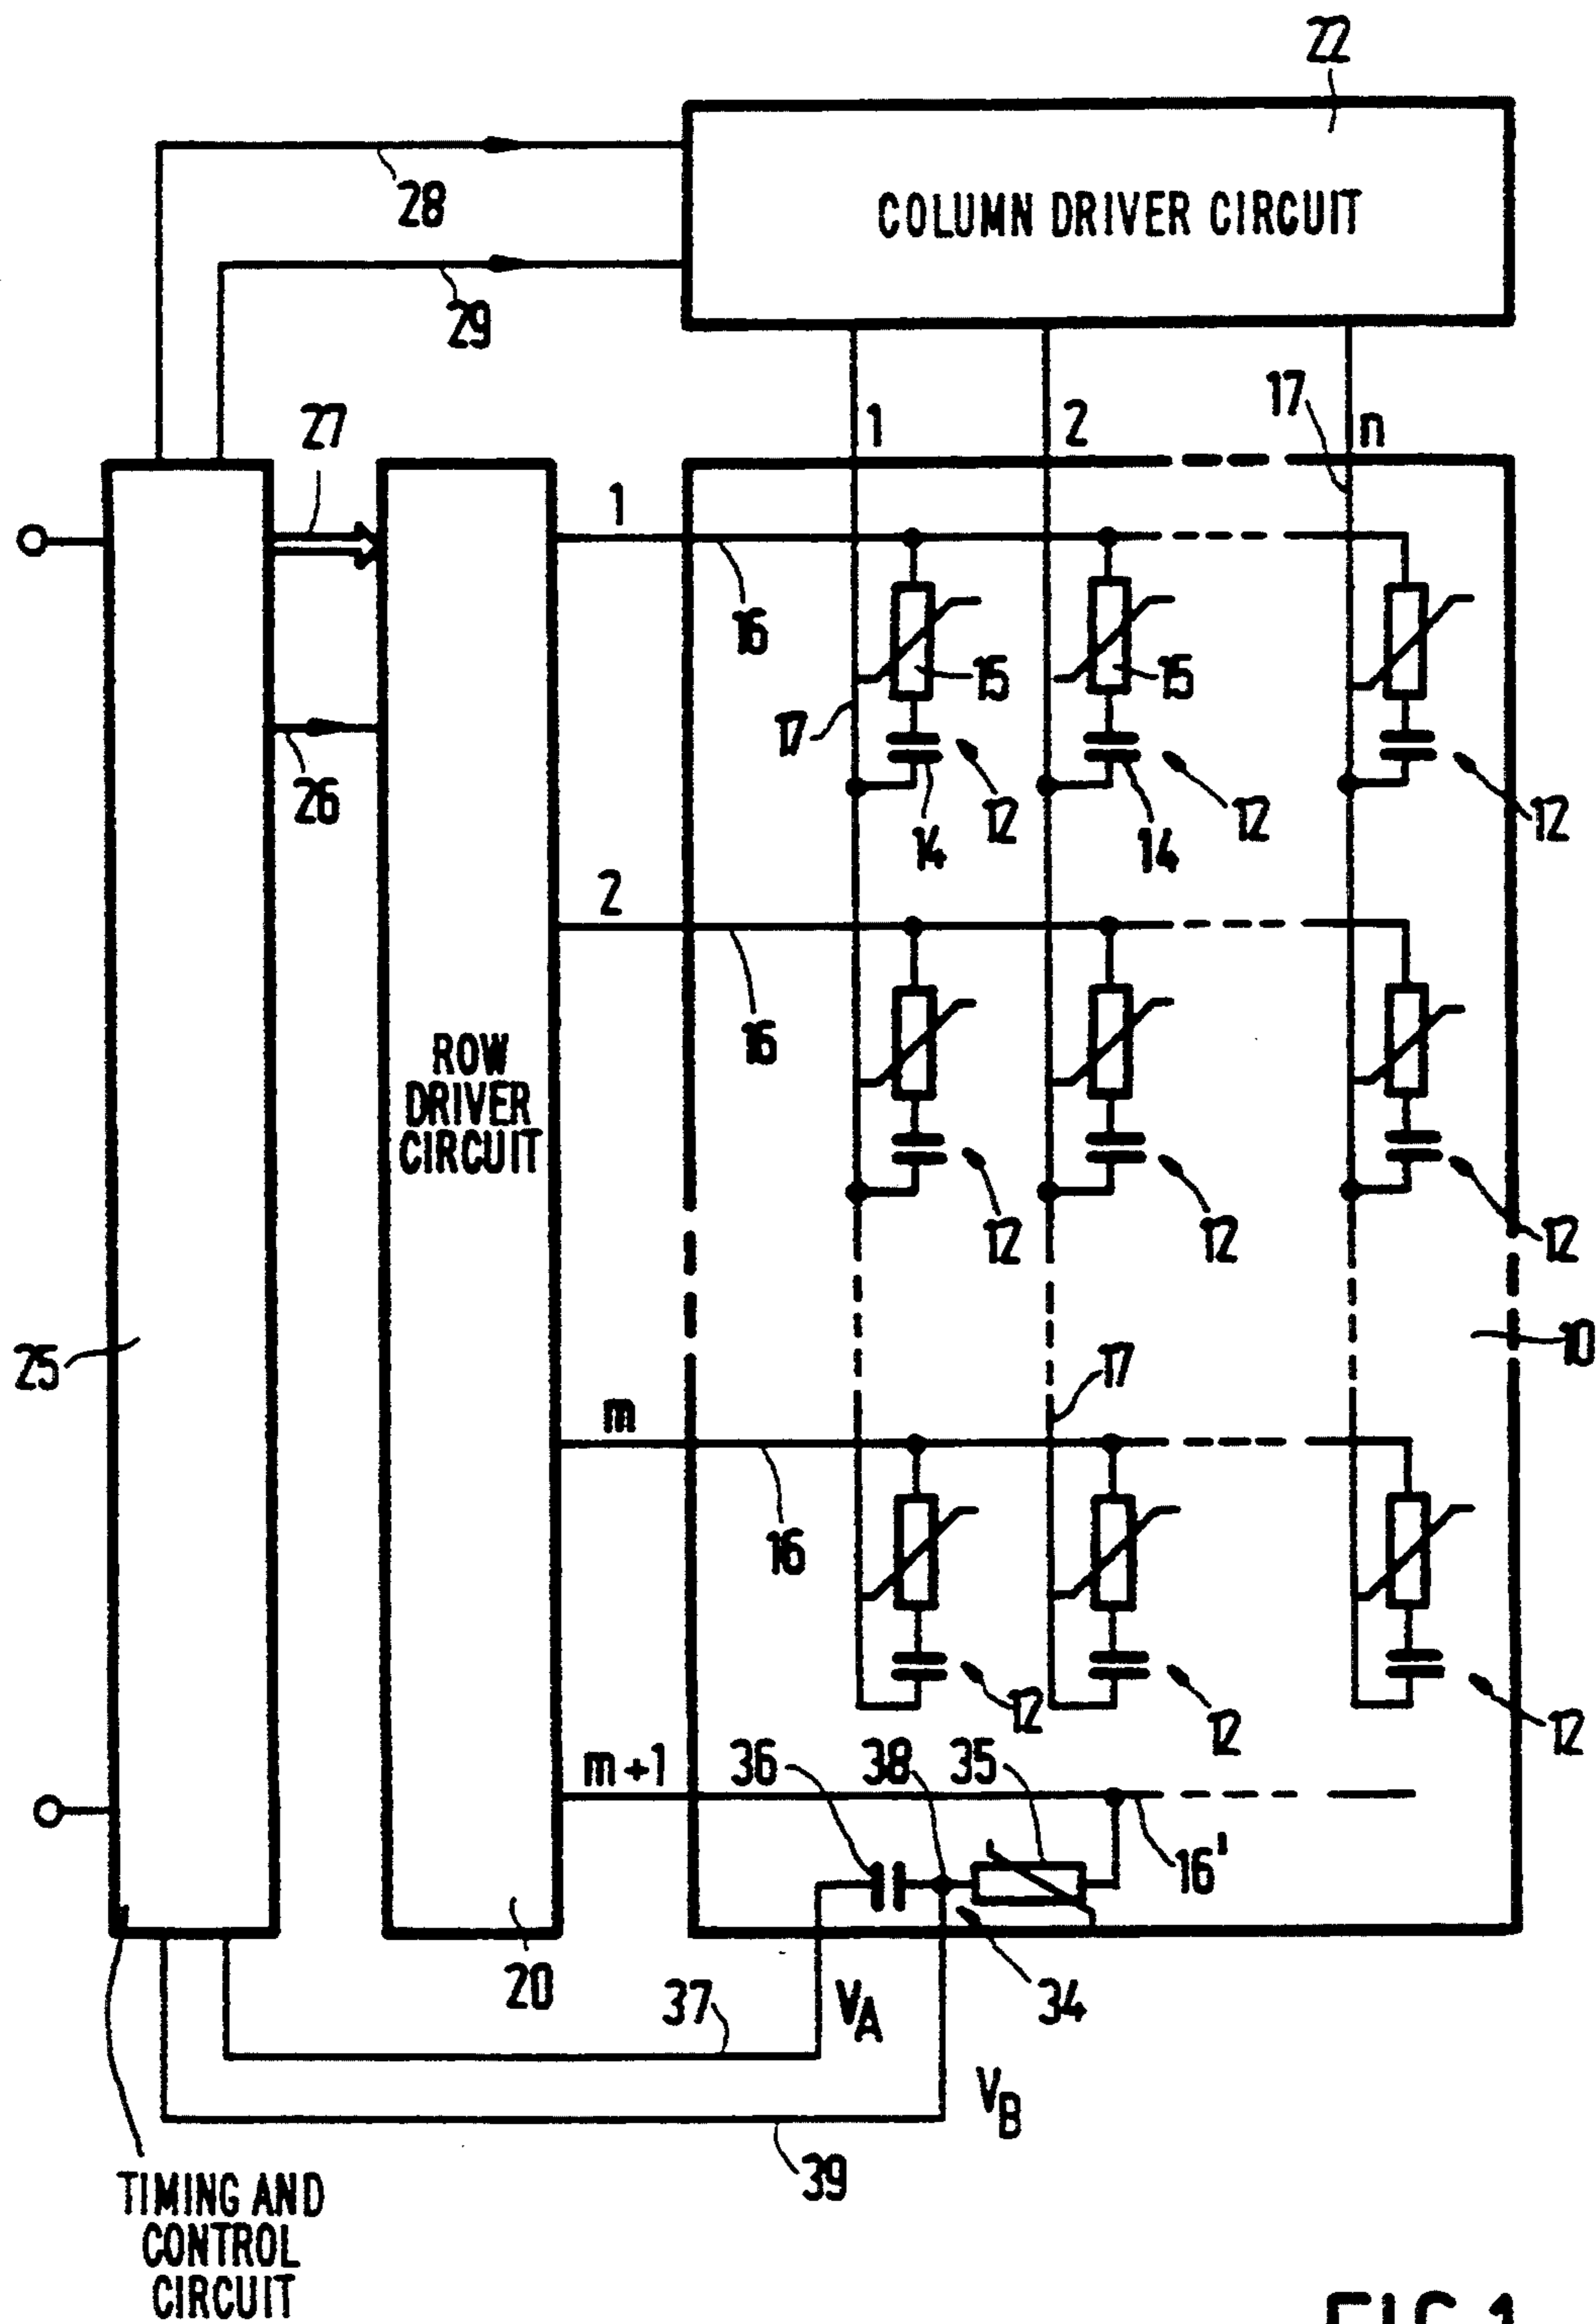 22
COLUMN DRIVER CIRCUIT
28
29
27
1
2
17
n
1
16
15
15
17
26
14
12
14
12
12
2
16
ROW
DRIVER
CIRCUIT
12
12
12
10
25
17
m
16
12
12
12
m+1
36
38
35
16'
20
37
VA
34
VB
39
TIMING AND
CONTROL
CIRCUIT
FIG.1